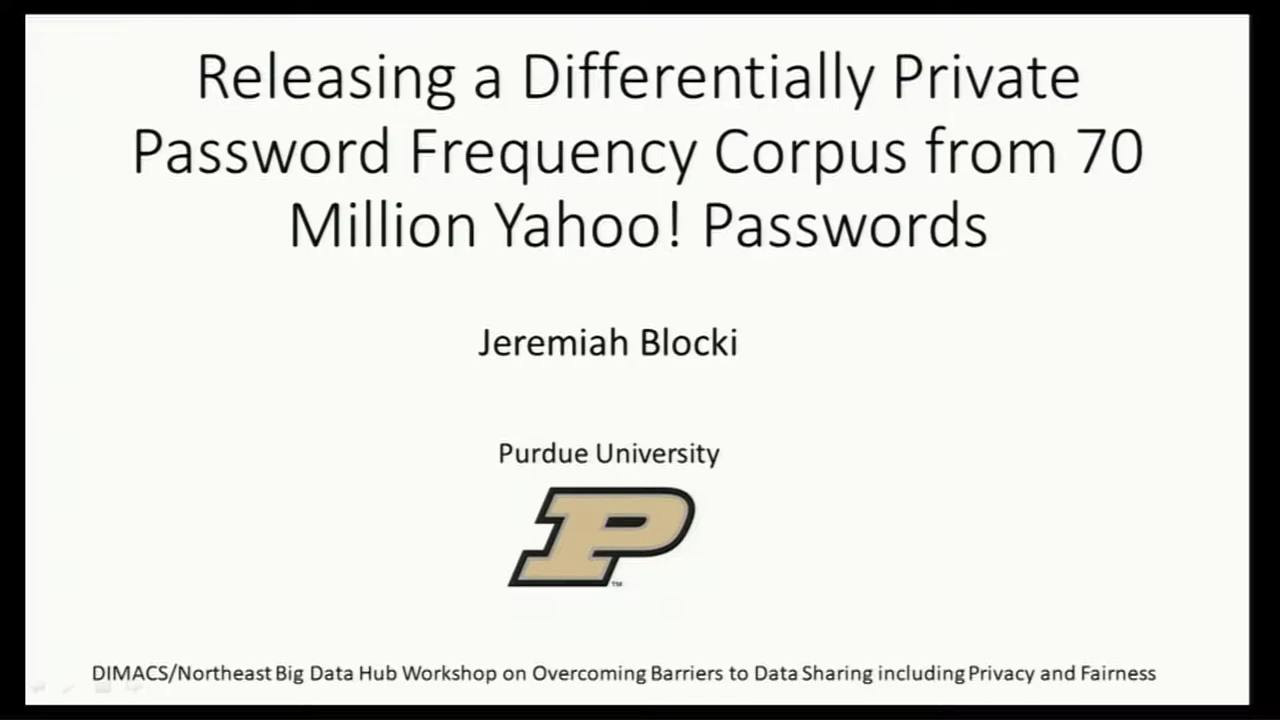 Releasing a Differentially Private
Password Frequency Corpus from 70
Million Yahoo! Passwords
Jeremiah Blocki
Purdue University
P
TM
DIMACS/Northeast Big Data Hub Workshop on Overcoming Barriers to Data Sharing including Privacy and Fairness